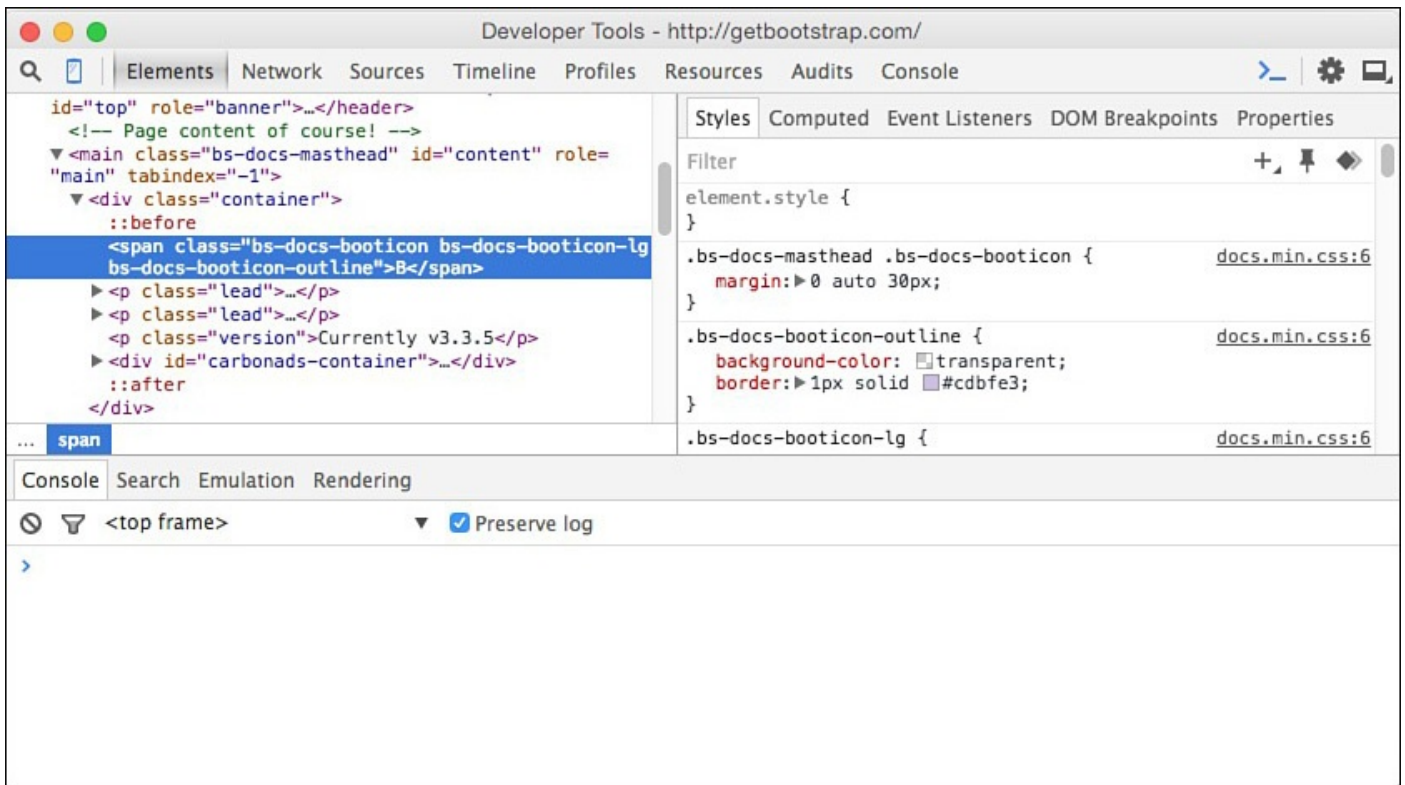 Developer Tools - http://getbootstrap.com/
Elements Network Sources Timeline Profiles Resources Audits Console
id="top" role="banner">…</header>
<!-- Page content of course! -->
▼<main class="bs-docs-masthead" id="content" role=
"main" tabindex="-1">
▼<div class="container">
::before
<span class="bs-docs-booticon bs-docs-booticon-lg
bs-docs-booticon-outline">B</span>
▶<p class="lead">…</p>
▶<p class="lead">…</p>
<p class="version">Currently v3.3.5</p>
▶<div id="carbonads-container">…</div>
::after
</div>
... span
Styles Computed Event Listeners DOM Breakpoints Properties
Filter
element.style {
}
.bs-docs-masthead .bs-docs-booticon { docs.min.css:6
margin:▶0 auto 30px;
}
.bs-docs-booticon-outline { docs.min.css:6
background-color: transparent;
border:▶1px solid #cdbfe3;
}
.bs-docs-booticon-lg { docs.min.css:6
Console Search Emulation Rendering
<top frame> ▼ Preserve log
>